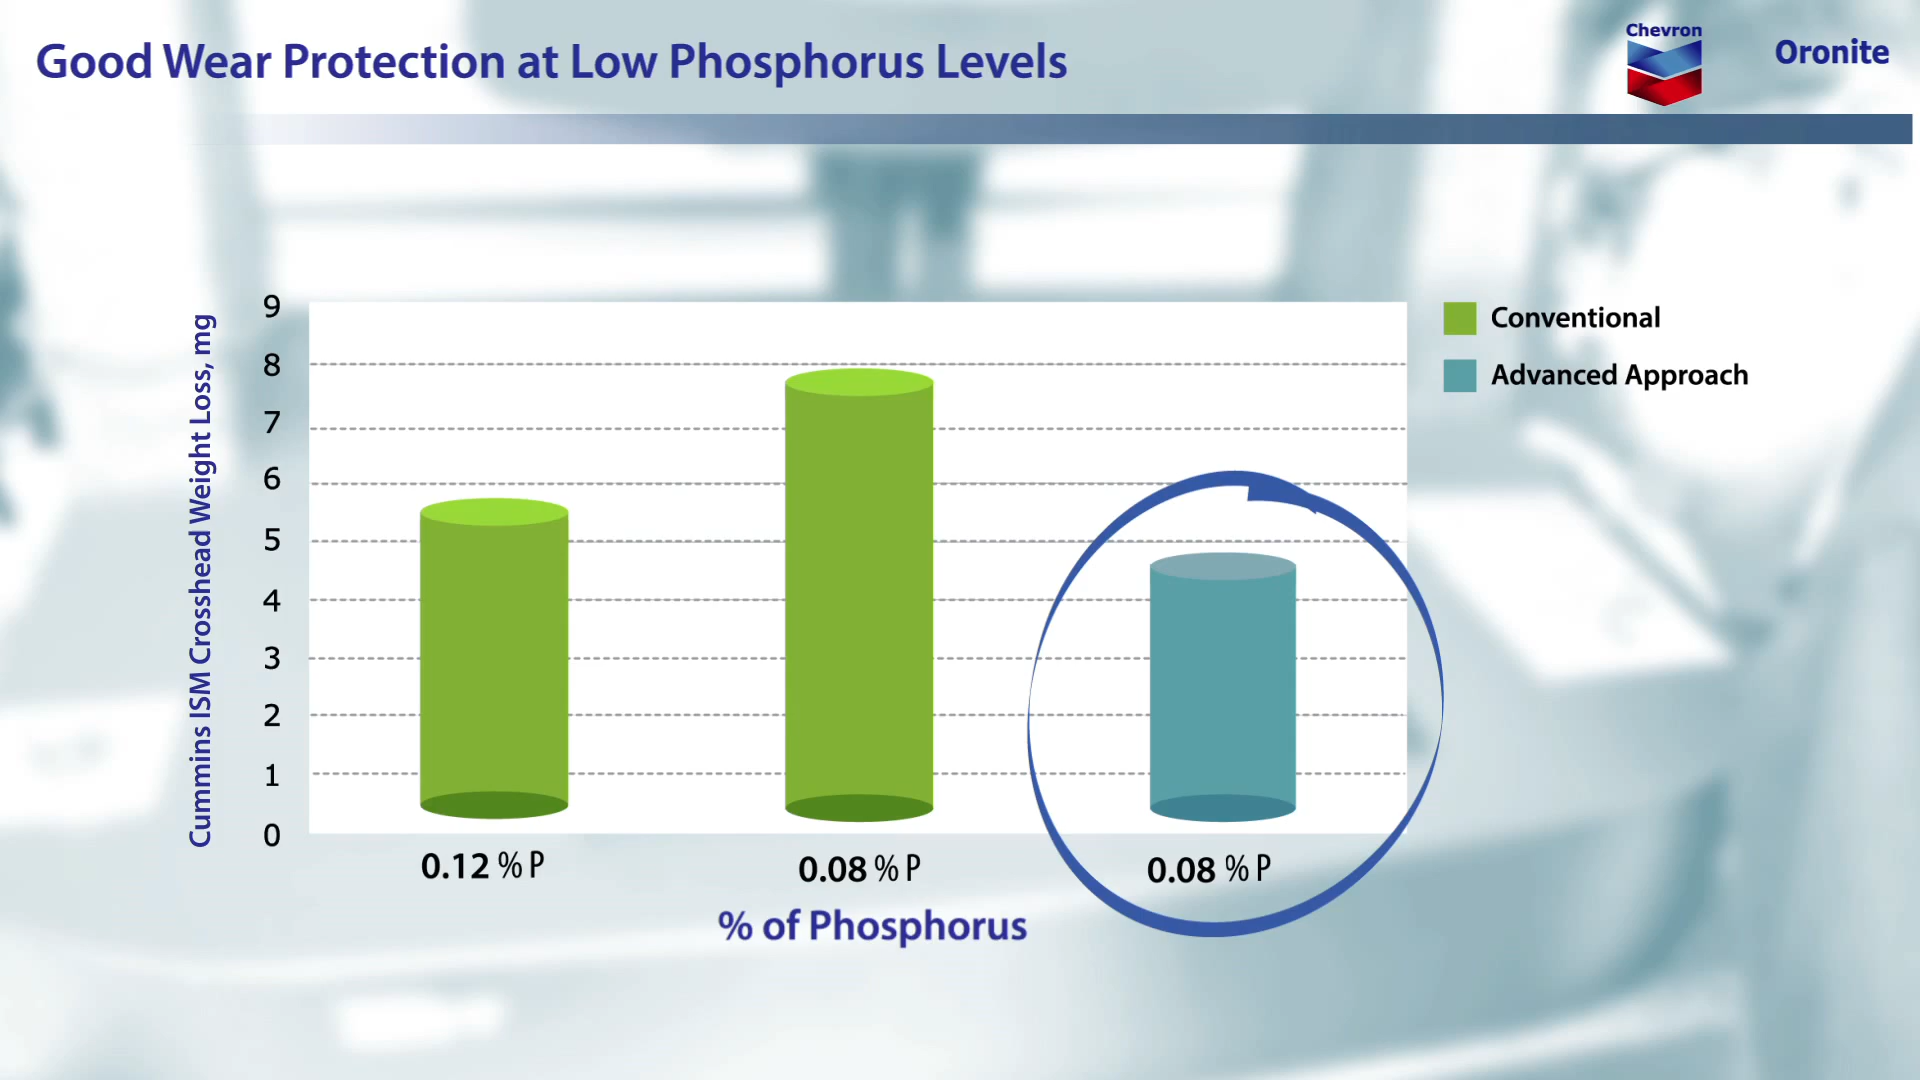 Good Wear Protection at Low Phosphorus Levels
Chevron
Oronite
Cummins ISM Crosshead Weight Loss, mg
9
8
7
6
5
4
3
2
1
0
Conventional
Advanced Approach
0.12 % P
0.08 % P
0.08 % P
% of Phosphorus